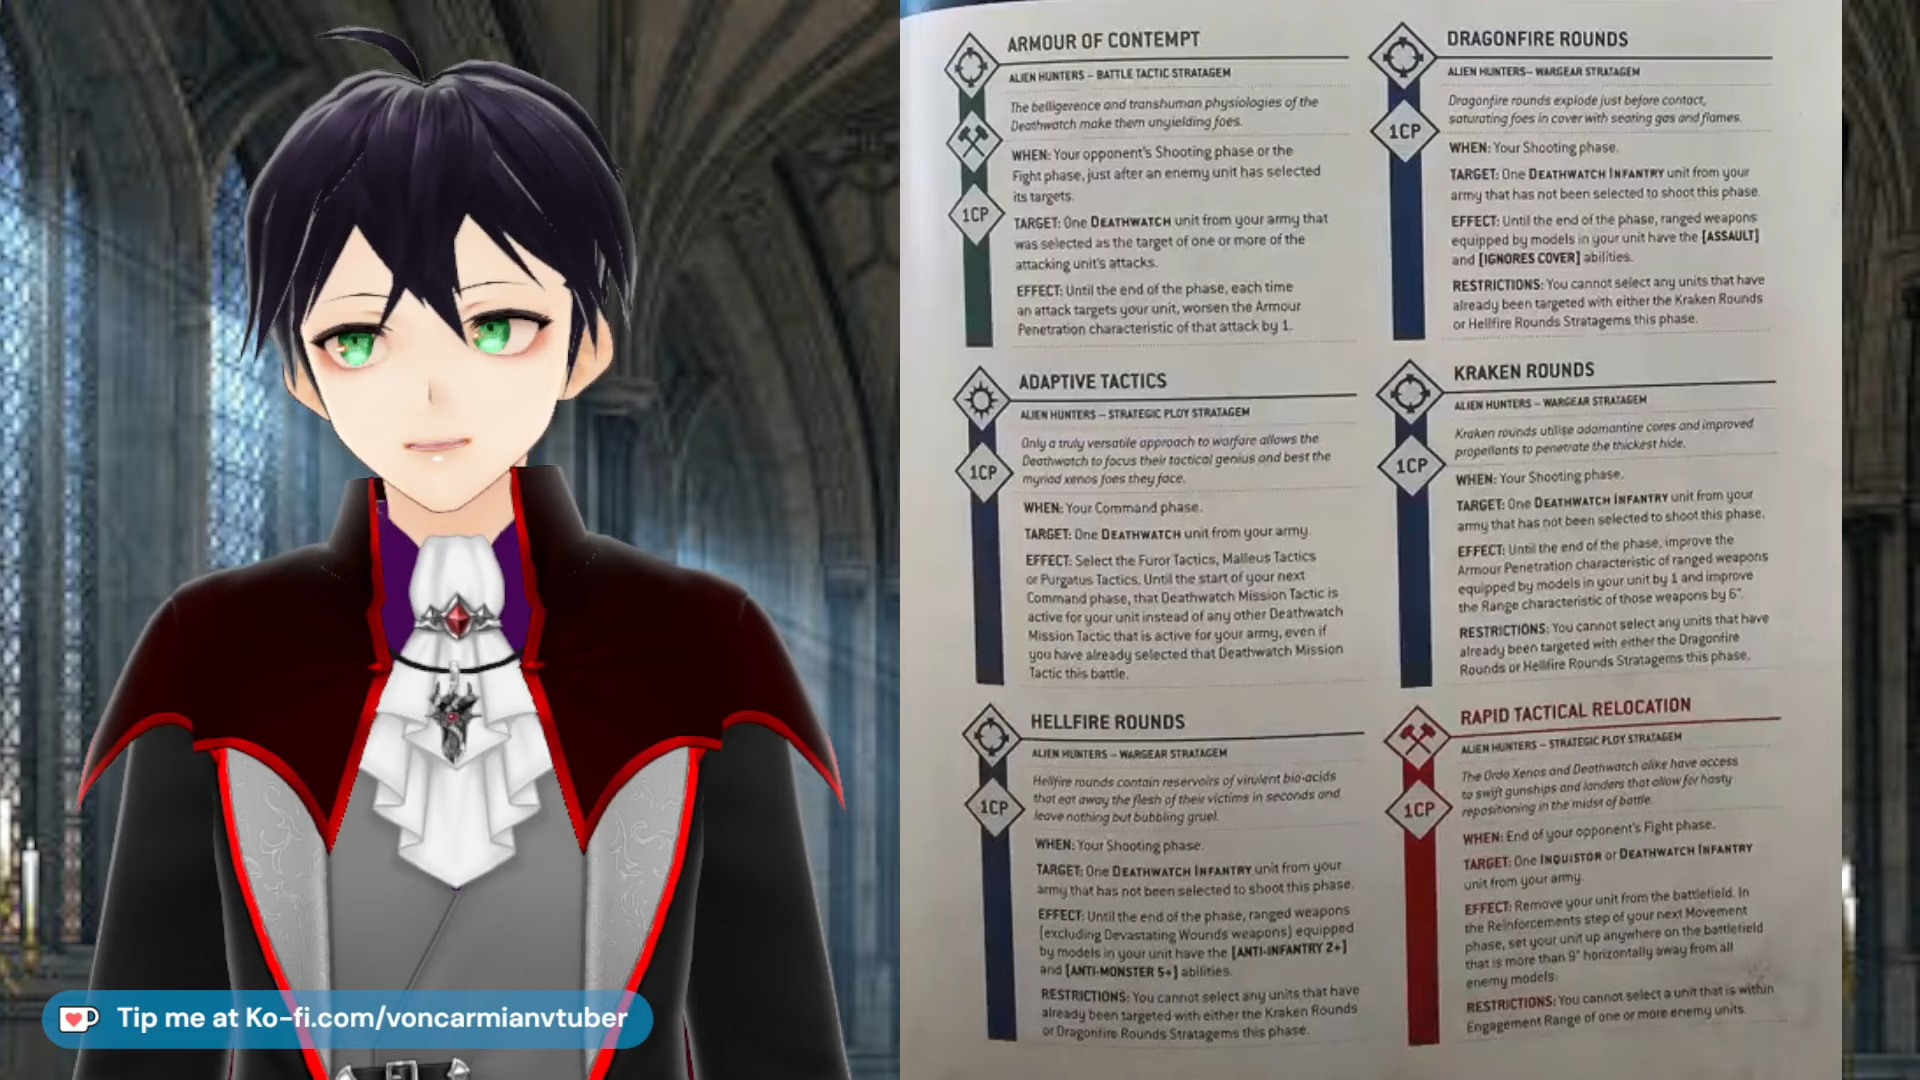 ARMOUR OF CONTEMPT
ALIEN HUNTERS – BATTLE TACTIC STRATAGEM
The belligerence and transhuman physiologies of the
Deathwatch make them unyielding foes.
1CP
WHEN: Your opponent's Shooting phase or the
Fight phase, just after an enemy unit has selected
its targets.
TARGET: One DEATHWATCH unit from your army that
was selected as the target of one or more of the
attacking unit's attacks.
EFFECT: Until the end of the phase, each time
an attack targets your unit, worsen the Armour
Penetration characteristic of that attack by 1.
ADAPTIVE TACTICS
ALIEN HUNTERS – STRATEGIC PLOY STRATAGEM
Only a truly versatile approach to warfare allows the
Deathwatch to focus their tactical genius and best the
myriad xenos foes they face.
1CP
WHEN: Your Command phase.
TARGET: One DEATHWATCH unit from your army.
EFFECT: Select the Furor Tactics, Malleus Tactics
or Purgatus Tactics. Until the start of your next
Command phase, that Deathwatch Mission Tactic is
active for your unit instead of any other Deathwatch
Mission Tactic that is active for your army, even if
you have already selected that Deathwatch Mission
Tactic this battle.
HELLFIRE ROUNDS
ALIEN HUNTERS – WARGEAR STRATAGEM
Hellfire rounds contain reservoirs of virulent bio-acids
that eat away the flesh of their victims in seconds and
leave nothing but bubbling gruel.
1CP
WHEN: Your Shooting phase.
TARGET: One DEATHWATCH INFANTRY unit from your
army that has not been selected to shoot this phase.
EFFECT: Until the end of the phase, ranged weapons
(excluding Devastating Wounds weapons) equipped
by models in your unit have the [ANTI-INFANTRY 2+]
and [ANTI-MONSTER 5+] abilities.
RESTRICTIONS: You cannot select any units that have
already been targeted with either the Kraken Rounds
or Dragonfire Rounds Stratagems this phase.
DRAGONFIRE ROUNDS
ALIEN HUNTERS– WARGEAR STRATAGEM
Dragonfire rounds explode just before contact,
saturating foes in cover with searing gas and flames.
1CP
WHEN: Your Shooting phase.
TARGET: One DEATHWATCH INFANTRY unit from your
army that has not been selected to shoot this phase.
EFFECT: Until the end of the phase, ranged weapons
equipped by models in your unit have the [ASSAULT]
and [IGNORES COVER] abilities.
RESTRICTIONS: You cannot select any units that have
already been targeted with either the Kraken Rounds
or Hellfire Rounds Stratagems this phase.
KRAKEN ROUNDS
ALIEN HUNTERS – WARGEAR STRATAGEM
Kraken rounds utilise adamantine cores and improved
propellants to penetrate the thickest hide.
1CP
WHEN: Your Shooting phase.
TARGET: One DEATHWATCH INFANTRY unit from your
army that has not been selected to shoot this phase.
EFFECT: Until the end of the phase, improve the
Armour Penetration characteristic of ranged weapons
equipped by models in your unit by 1 and improve
the Range characteristic of those weapons by 6".
RESTRICTIONS: You cannot select any units that have
already been targeted with either the Dragonfire
Rounds or Hellfire Rounds Stratagems this phase.
RAPID TACTICAL RELOCATION
ALIEN HUNTERS – STRATEGIC PLOY STRATAGEM
The Ordo Xenos and Deathwatch alike have access
to swift gunships and landers that allow for hasty
repositioning in the midst of battle.
1CP
WHEN: End of your opponent's Fight phase.
TARGET: One INQUISTOR or DEATHWATCH INFANTRY
unit from your army.
EFFECT: Remove your unit from the battlefield. In
the Reinforcements step of your next Movement
phase, set your unit up anywhere on the battlefield
that is more than 9" horizontally away from all
enemy models.
RESTRICTIONS: You cannot select a unit that is within
Engagement Range of one or more enemy units.
Tip me at Ko-fi.com/voncarmianvtuber